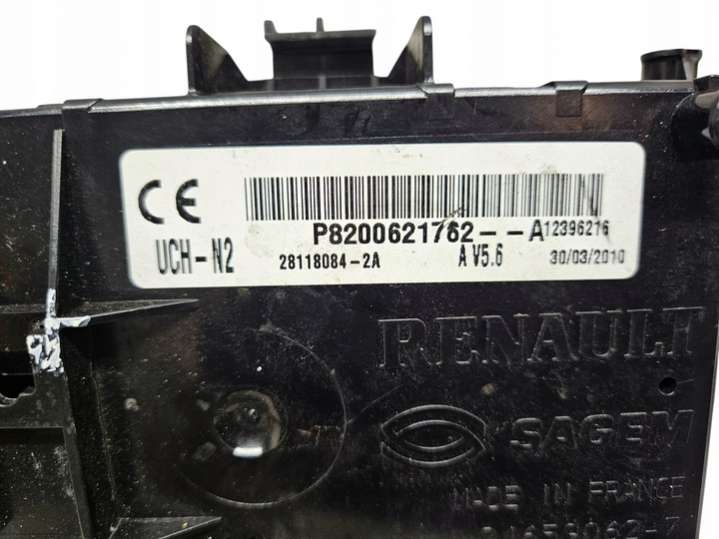 CE
P8200621762--A12396216
UCH-N2 28118084-2A A V5.6 30/03/2010
RENAULT
SAGEM
MADE IN FRANCE